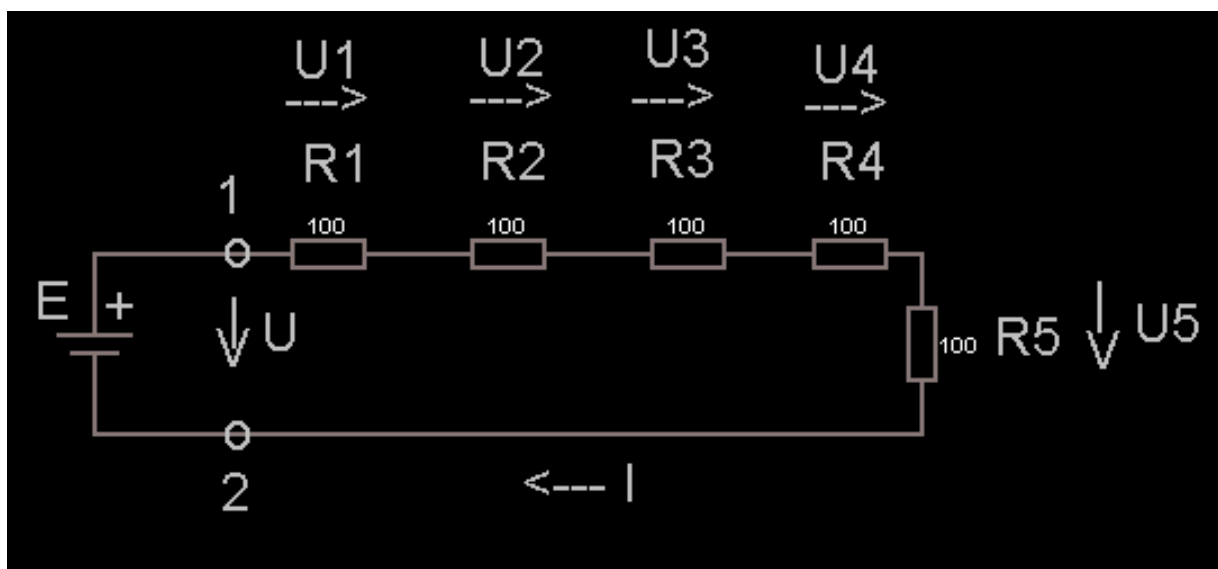 U1 U2 U3 U4
---> ---> ---> --->
R1 R2 R3 R4
1
100 100 100 100
E + U 100 R5 U5
2
<--- I